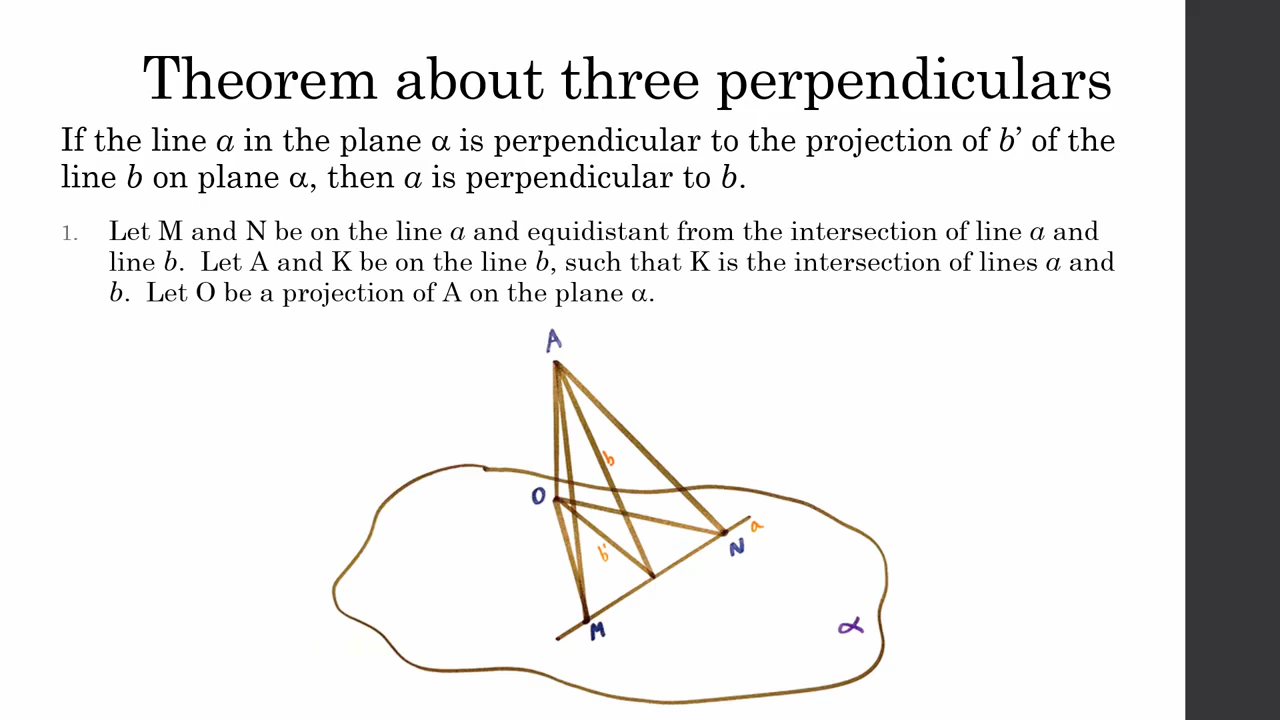 Theorem about three perpendiculars
If the line a in the plane α is perpendicular to the projection of b’ of the
line b on plane α, then a is perpendicular to b.
1. Let M and N be on the line a and equidistant from the intersection of line a and
line b. Let A and K be on the line b, such that K is the intersection of lines a and
b. Let O be a projection of A on the plane α.
A
b
O
a
N
b'
M
α